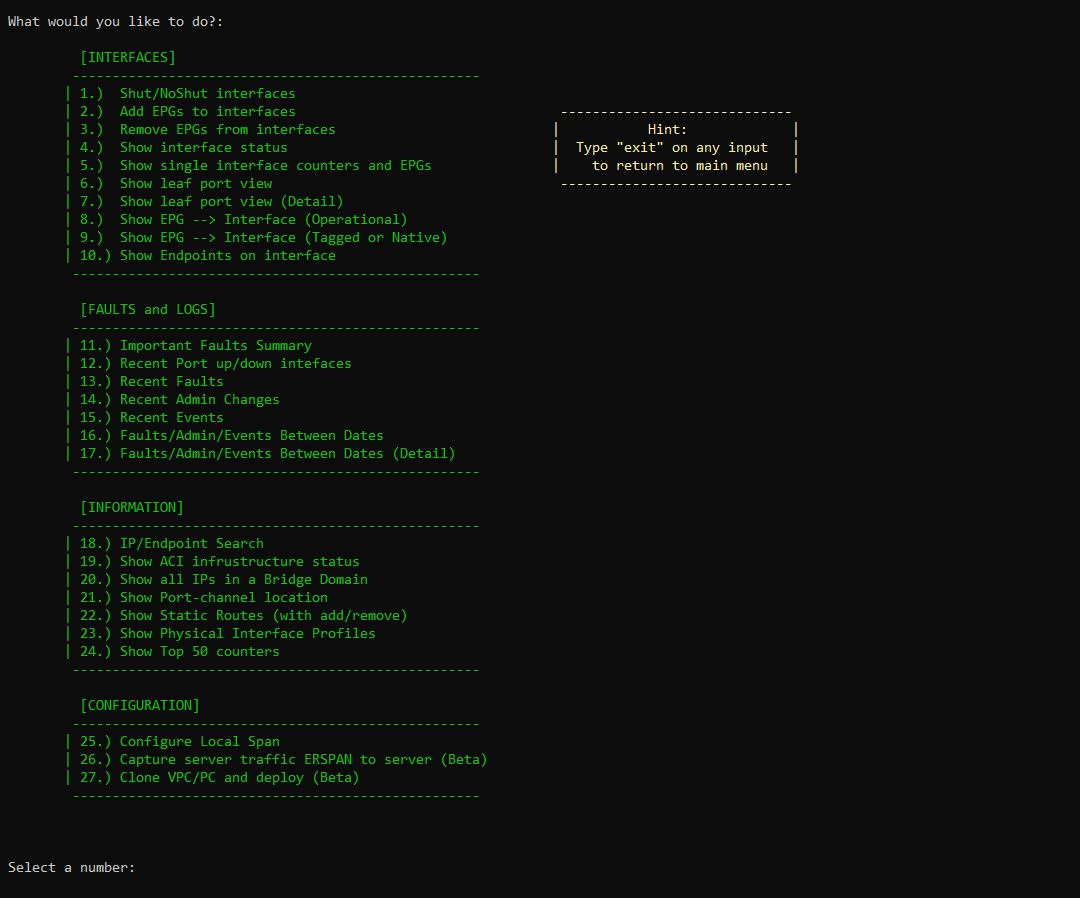 What would you like to do?:
[INTERFACES]
---------------------------------------------------
| 1.)  Shut/NoShut interfaces
| 2.)  Add EPGs to interfaces
| 3.)  Remove EPGs from interfaces
| 4.)  Show interface status
| 5.)  Show single interface counters and EPGs
| 6.)  Show leaf port view
| 7.)  Show leaf port view (Detail)
| 8.)  Show EPG --> Interface (Operational)
| 9.)  Show EPG --> Interface (Tagged or Native)
| 10.) Show Endpoints on interface
---------------------------------------------------
-----------------------------
|           Hint:             |
|  Type "exit" on any input   |
|    to return to main menu   |
-----------------------------
[FAULTS and LOGS]
---------------------------------------------------
| 11.) Important Faults Summary
| 12.) Recent Port up/down intefaces
| 13.) Recent Faults
| 14.) Recent Admin Changes
| 15.) Recent Events
| 16.) Faults/Admin/Events Between Dates
| 17.) Faults/Admin/Events Between Dates (Detail)
---------------------------------------------------
[INFORMATION]
---------------------------------------------------
| 18.) IP/Endpoint Search
| 19.) Show ACI infrustructure status
| 20.) Show all IPs in a Bridge Domain
| 21.) Show Port-channel location
| 22.) Show Static Routes (with add/remove)
| 23.) Show Physical Interface Profiles
| 24.) Show Top 50 counters
---------------------------------------------------
[CONFIGURATION]
---------------------------------------------------
| 25.) Configure Local Span
| 26.) Capture server traffic ERSPAN to server (Beta)
| 27.) Clone VPC/PC and deploy (Beta)
---------------------------------------------------
Select a number: